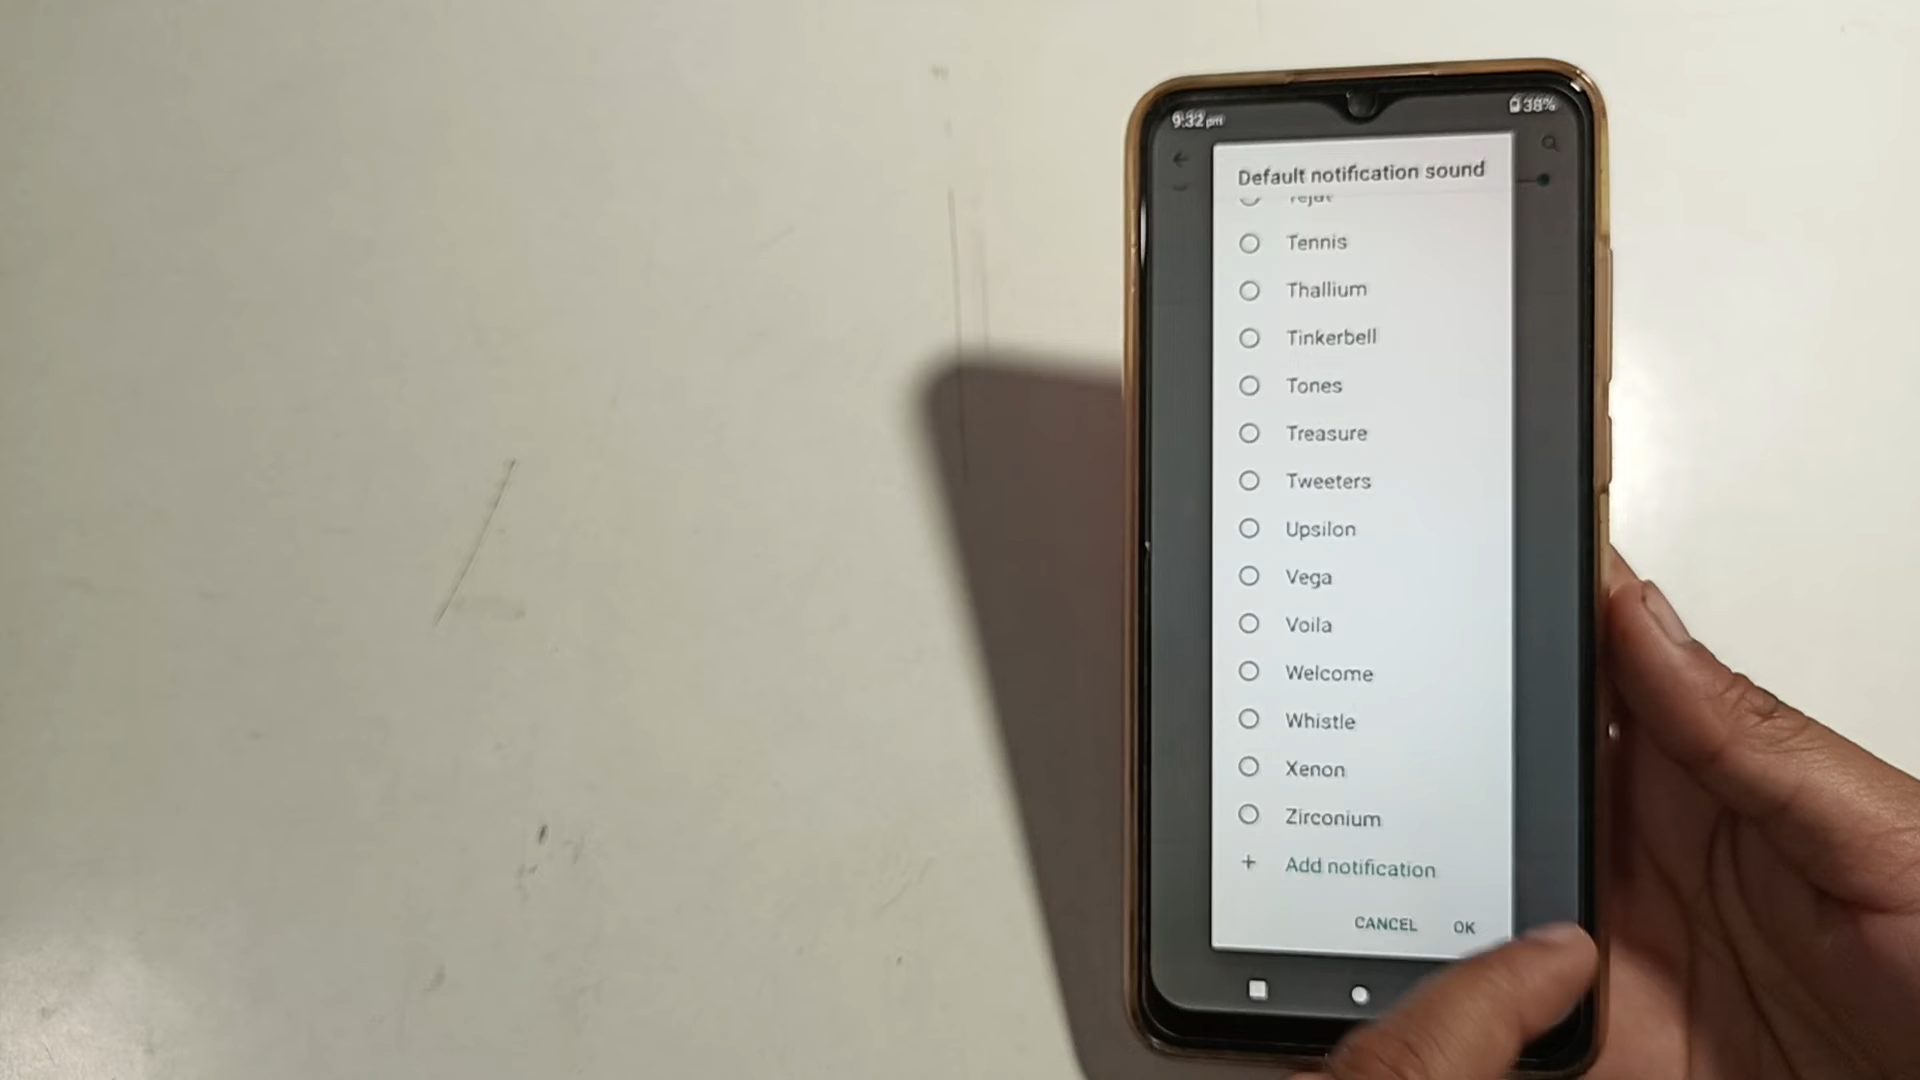 9:32 pm
38%
Default notification sound
Tejat
Tennis
Thallium
Tinkerbell
Tones
Treasure
Tweeters
Upsilon
Vega
Voila
Welcome
Whistle
Xenon
Zirconium
+ Add notification
CANCEL OK